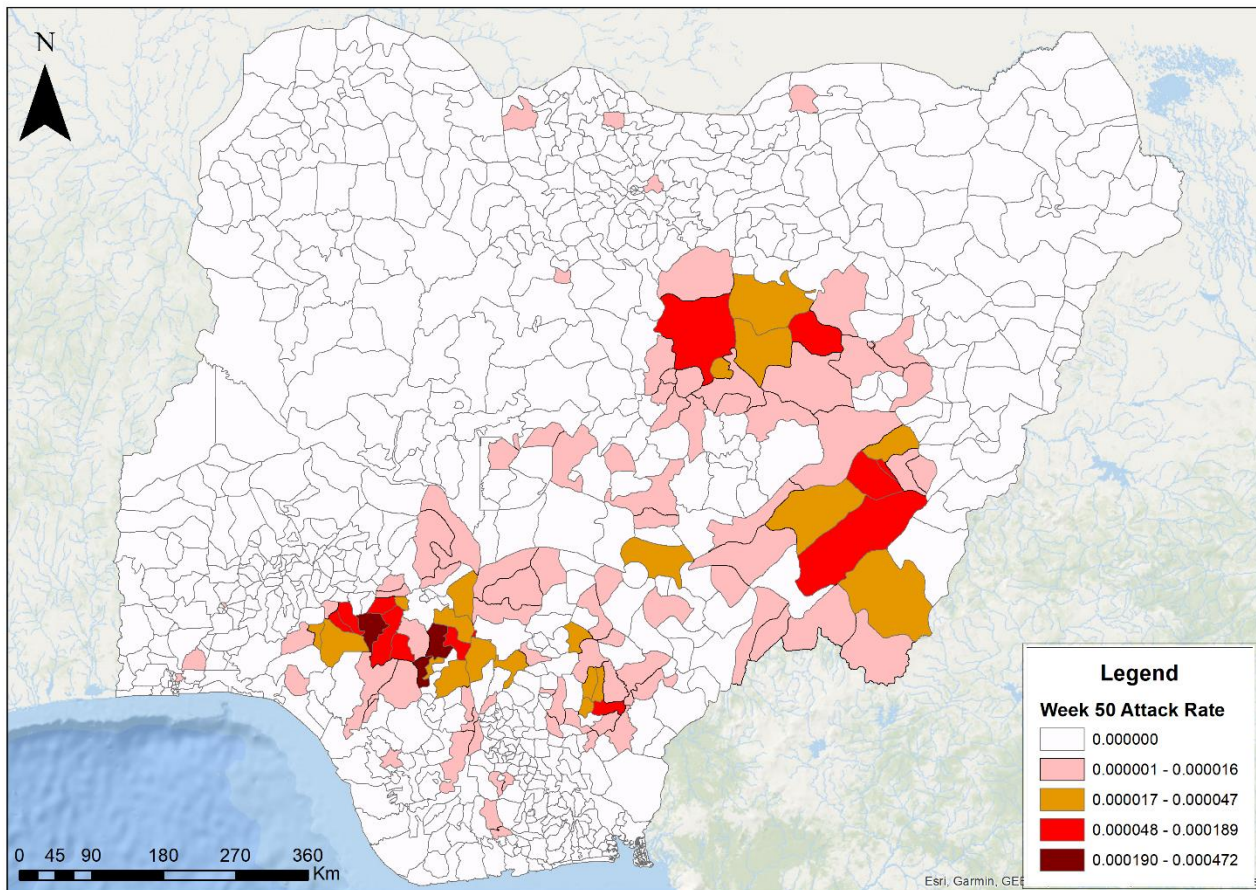 N
Legend
Week 50 Attack Rate
0.000000
0.000001 - 0.000016
0.000017 - 0.000047
0.000048 - 0.000189
0.000190 - 0.000472
0 45 90 180 270 360
Km
Esri, Garmin,